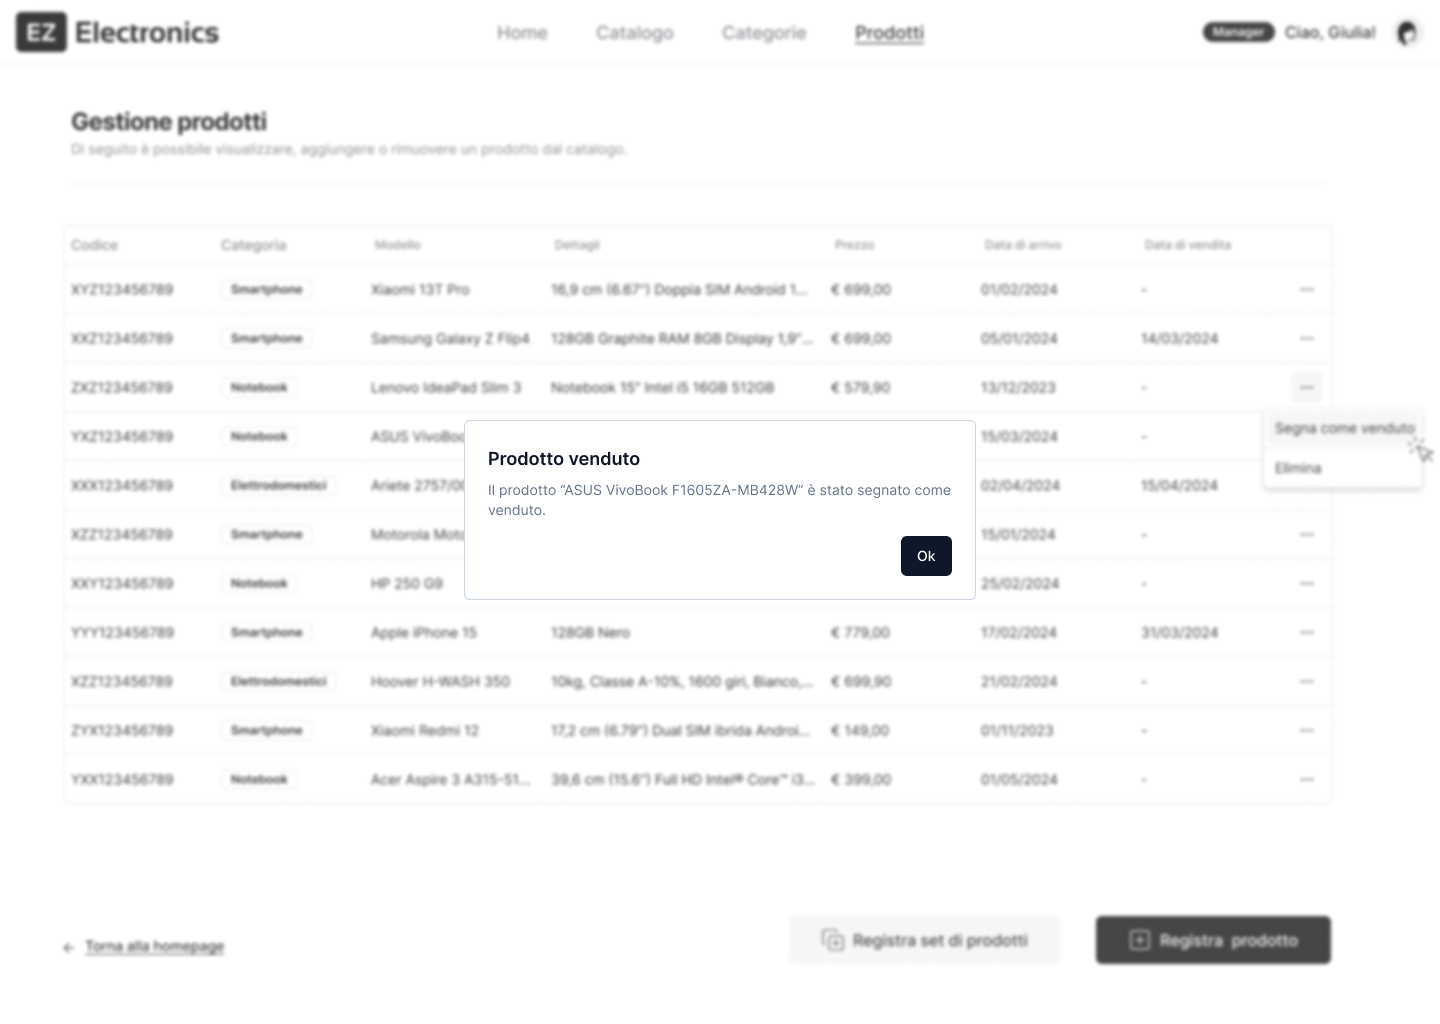 EZ Electronics Home Catalogo Categorie Prodotti Manager Ciao, Giulia!
Gestione prodotti
Di seguito è possibile visualizzare, aggiungere o rimuovere un prodotto dal catalogo.
Codice Categoria Modello Dettagli Prezzo Data di arrivo Data di vendita
XYZ123456789 Smartphone Xiaomi 13T Pro 16,9 cm (6.67") Doppia SIM Android 1... € 699,00 01/02/2024 - ...
XXZ123456789 Smartphone Samsung Galaxy Z Flip4 128GB Graphite RAM 8GB Display 1,9"... € 699,00 05/01/2024 14/03/2024 ...
ZXZ123456789 Notebook Lenovo IdeaPad Slim 3 Notebook 15" Intel i5 16GB 512GB € 579,90 13/12/2023 - ...
YXZ123456789 Notebook ASUS VivoBoo 15/03/2024 -
Segna come venduto
Elimina
XXX123456789 Elettrodomestici Ariete 2757/00 02/04/2024 15/04/2024
XZZ123456789 Smartphone Motorola Moto 15/01/2024 - ...
XXY123456789 Notebook HP 250 G9 25/02/2024 - ...
Prodotto venduto
Il prodotto “ASUS VivoBook F1605ZA-MB428W” è stato segnato come
venduto.
Ok
YYY123456789 Smartphone Apple iPhone 15 128GB Nero € 779,00 17/02/2024 31/03/2024 ...
XZZ123456789 Elettrodomestici Hoover H-WASH 350 10kg, Classe A-10%, 1600 giri, Bianco,... € 699,90 21/02/2024 - ...
ZYX123456789 Smartphone Xiaomi Redmi 12 17,2 cm (6.79") Dual SIM ibrida Androi... € 149,00 01/11/2023 - ...
YXX123456789 Notebook Acer Aspire 3 A315-51... 39,6 cm (15.6") Full HD Intel® Core™ i3... € 399,00 01/05/2024 - ...
← Torna alla homepage Registra set di prodotti Registra prodotto